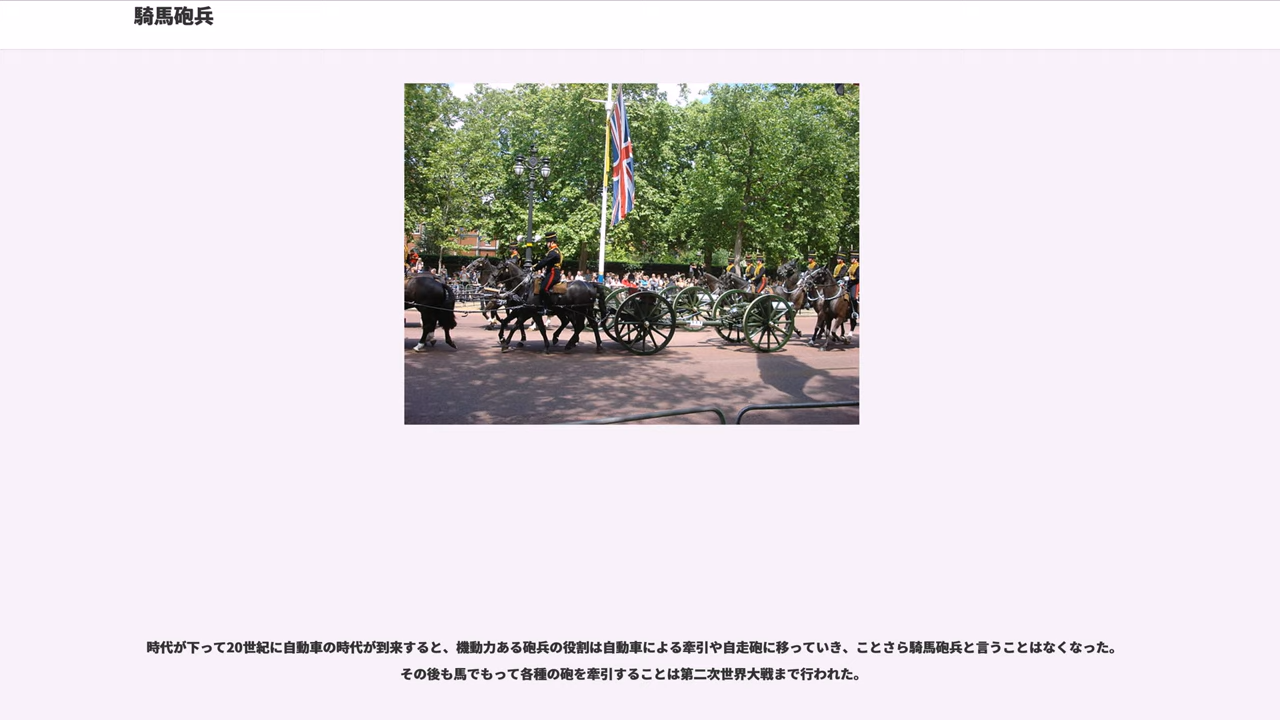 騎馬砲兵
時代が下って20世紀に自動車の時代が到来すると、機動力ある砲兵の役割は自動車による牽引や自走砲に移っていき、ことさら騎馬砲兵と言うことはなくなった。
その後も馬でもって各種の砲を牽引することは第二次世界大戦まで行われた。